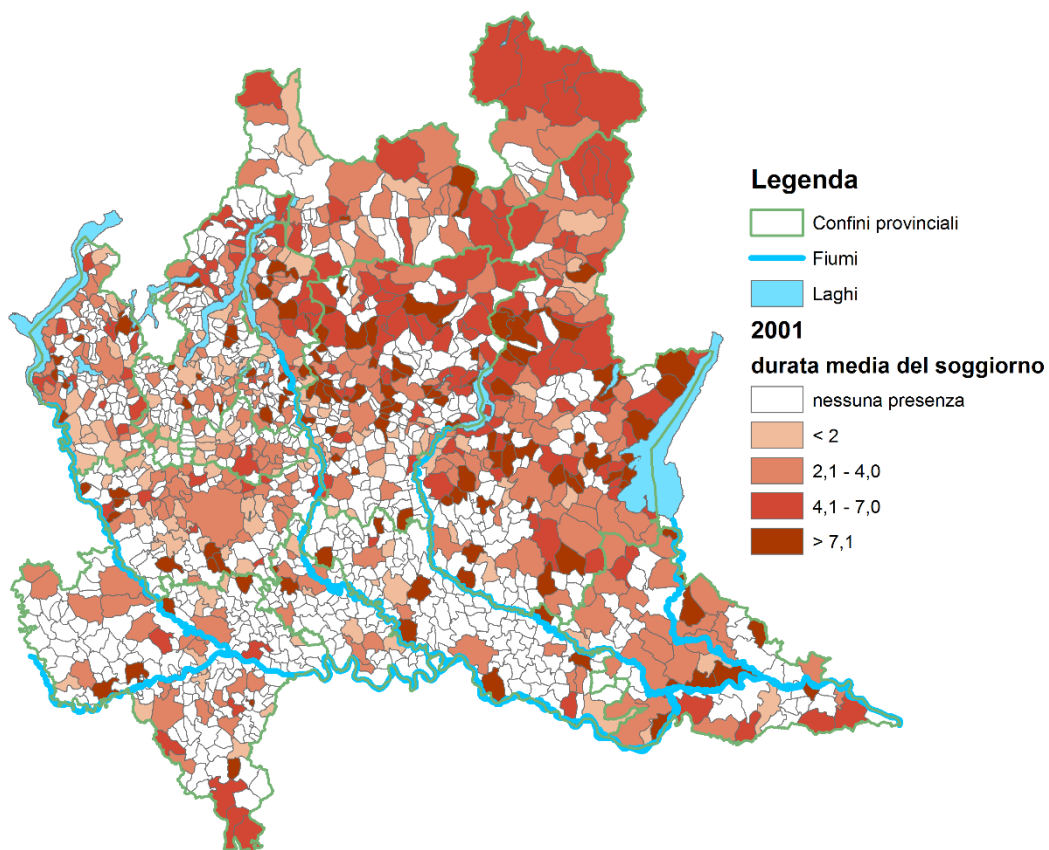 Legenda
Confini provinciali
Fiumi
Laghi
2001
durata media del soggiorno
nessuna presenza
< 2
2,1 - 4,0
4,1 - 7,0
> 7,1